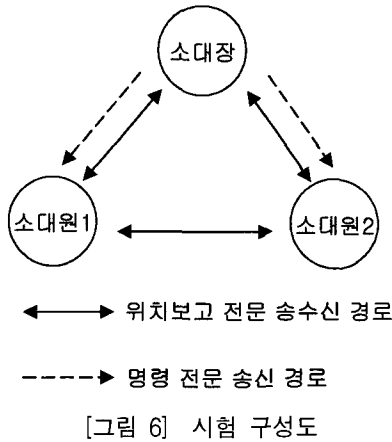 소대장
소대원1
소대원2
위치보고 전문 송수신 경로
명령 전문 송신 경로
[그림 6] 시험 구성도